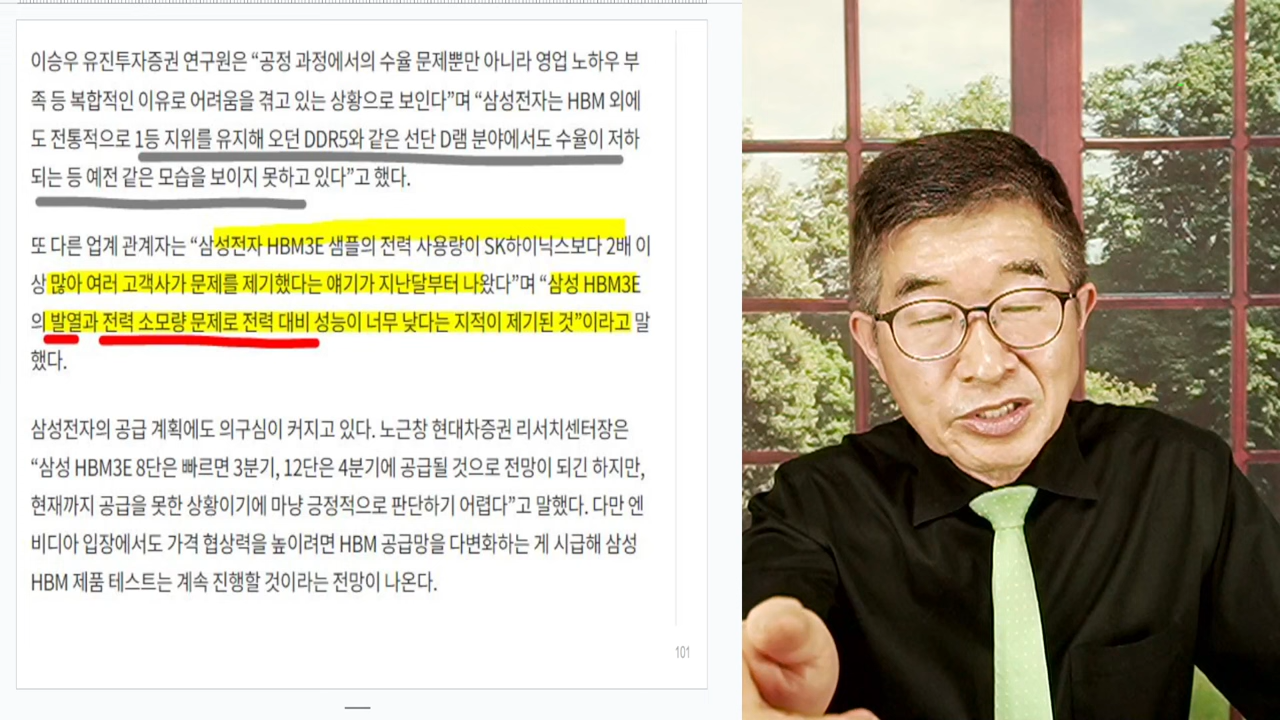 이승우 유진투자증권 연구원은 “공정 과정에서의 수율 문제뿐만 아니라 영업 노하우 부
족 등 복합적인 이유로 어려움을 겪고 있는 상황으로 보인다”며 “삼성전자는 HBM 외에
도 전통적으로 1등 지위를 유지해 오던 DDR5와 같은 선단 D램 분야에서도 수율이 저하
되는 등 예전 같은 모습을 보이지 못하고 있다”고 했다.
또 다른 업계 관계자는 “삼성전자 HBM3E 샘플의 전력 사용량이 SK하이닉스보다 2배 이
상 많아 여러 고객사가 문제를 제기했다는 얘기가 지난달부터 나왔다”며 “삼성 HBM3E
의 발열과 전력 소모량 문제로 전력 대비 성능이 너무 낮다는 지적이 제기된 것”이라고 말
했다.
삼성전자의 공급 계획에도 의구심이 커지고 있다. 노근창 현대차증권 리서치센터장은
“삼성 HBM3E 8단은 빠르면 3분기, 12단은 4분기에 공급될 것으로 전망이 되긴 하지만,
현재까지 공급을 못한 상황이기에 마냥 긍정적으로 판단하기 어렵다”고 말했다. 다만 엔
비디아 입장에서도 가격 협상력을 높이려면 HBM 공급망을 다변화하는 게 시급해 삼성
HBM 제품 테스트는 계속 진행할 것이라는 전망이 나온다.
101